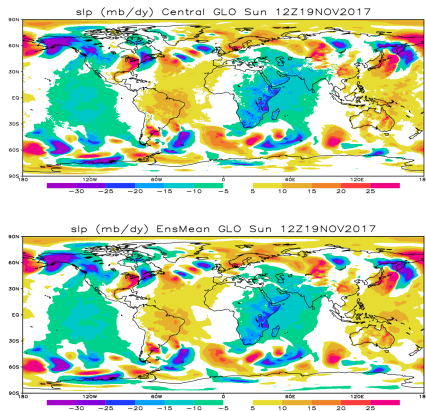 slp (mb/dy) Central GLO Sun 12Z19NOV2017
90N
60N
30N
EQ
30S
60S
90S
180 120W 60W 0 60E 120E 180
-30 -25 -20 -15 -10 -5 5 10 15 20 25
slp (mb/dy) EnsMean GLO Sun 12Z19NOV2017
90N
60N
30N
EQ
30S
60S
90S
180 120W 60W 0 60E 120E 180
-30 -25 -20 -15 -10 -5 5 10 15 20 25